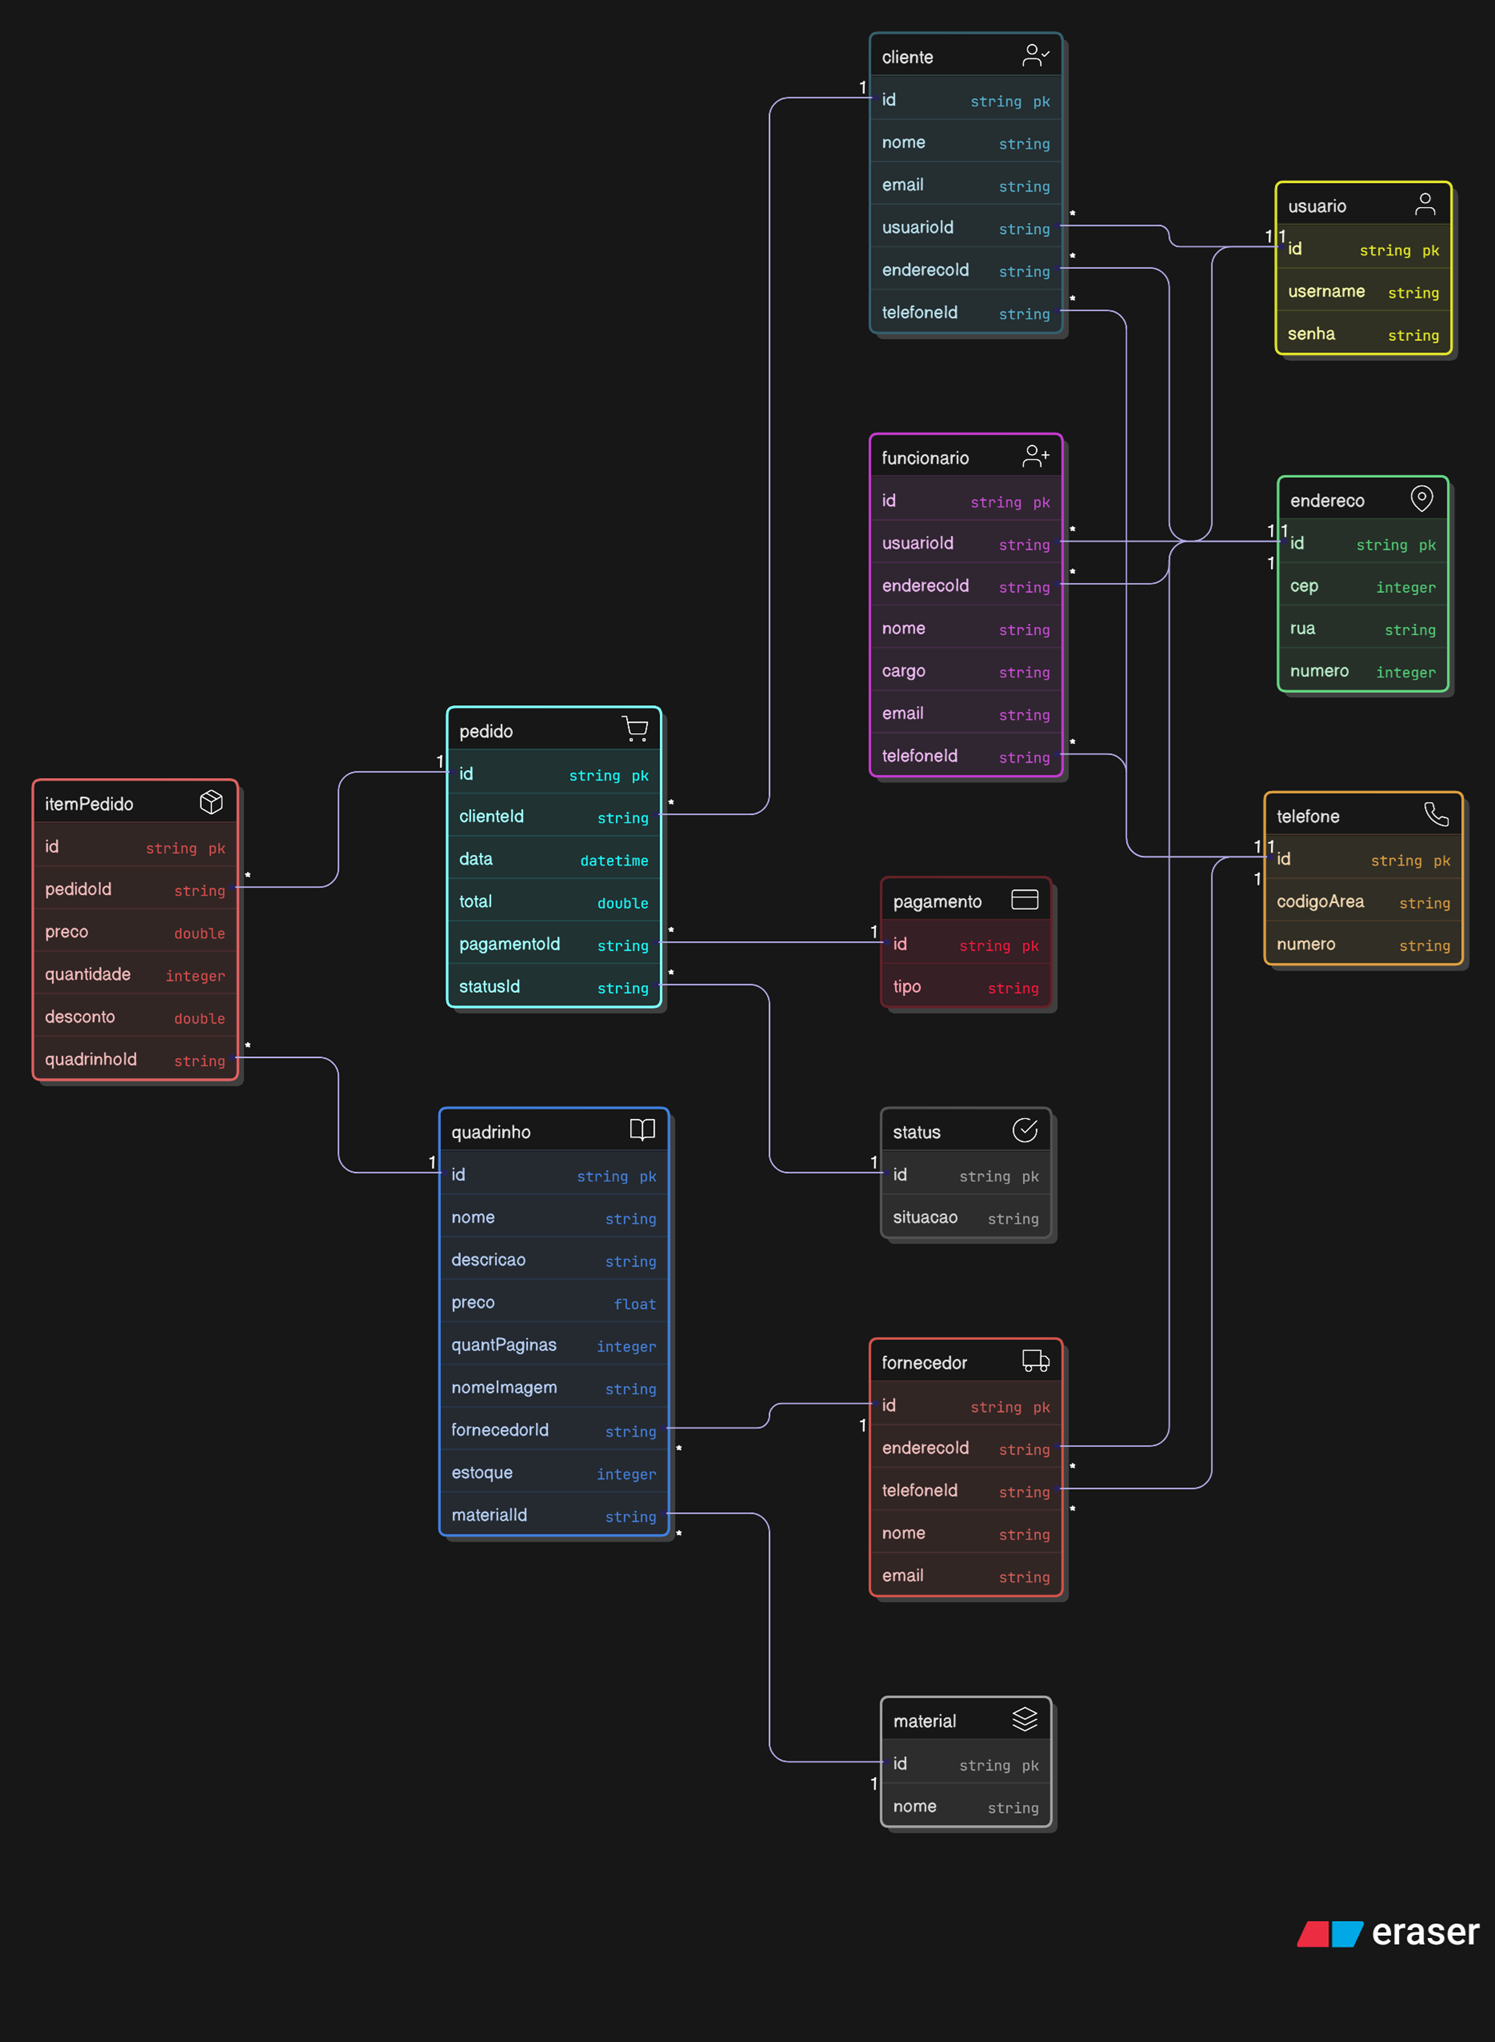 cliente
1
id string pk
nome string
email string
usuarioId string *
enderecoId string *
telefoneId string *
usuario
1 1
id string pk
username string
senha string
funcionario
id string pk
usuarioId string *
enderecoId string *
nome string
cargo string
email string
telefoneId string *
endereco
1 1
id string pk
1
cep integer
rua string
numero integer
pedido
1
id string pk
clienteId string *
data datetime
total double
pagamentoId string *
statusId string *
itemPedido
id string pk
pedidoId string *
preco double
quantidade integer
desconto double
quadrinhoId string *
telefone
1 1
id string pk
1
codigoArea string
numero string
pagamento
1
id string pk
tipo string
quadrinho
1
id string pk
nome string
descricao string
preco float
quantPaginas integer
nomeImagem string
fornecedorId string
*
estoque integer
materialId string
*
status
1
id string pk
situacao string
fornecedor
id string pk
1
enderecoId string
*
telefoneId string
*
nome string
email string
material
id string pk
1
nome string
eraser